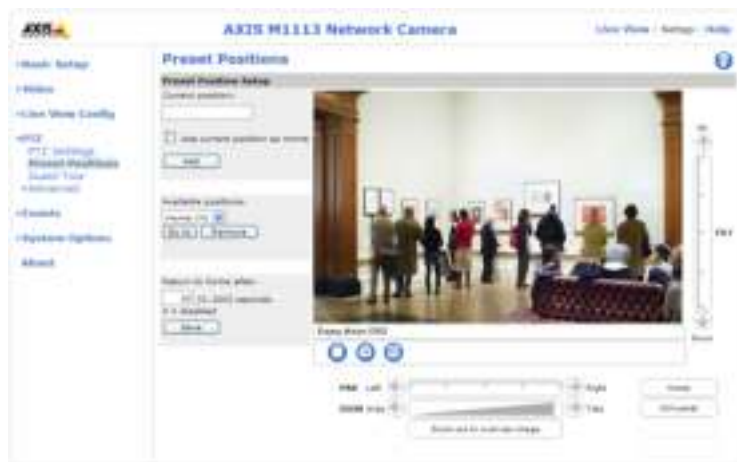 AXIS
AXIS M1113 Network Camera
Live View | Setup | Help
Basic Setup
Video
Live View Config
PTZ
PTZ Settings
Preset Positions
Guard Tour
Advanced
Events
System Options
About
Preset Positions
Preset Position Setup
Current position:
Use current position as Home
Add
Available positions:
Home (H)
Go to
Remove
Return to home after:
seconds
Save
Pan
Left
Right
Zoom
Wide
Tele